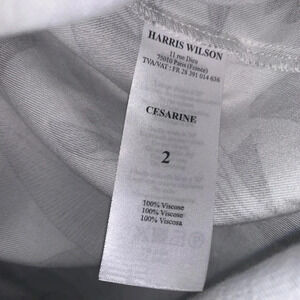 HARRIS WILSON
11 rue Dieu
75010 Paris (France)
TVA/VAT : FR 28 391 014 636
CESARINE
2
100% Viscose
100% Viscose
100% Viscosa